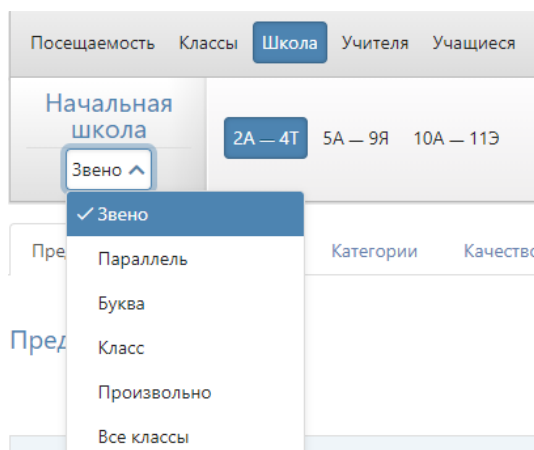 Посещаемость Классы Школа Учителя Учащиеся
Начальная
школа
2А — 4Т 5А — 9Я 10А — 11Э
Звено
Звено
Категории
Параллель
Буква
Класс
Произвольно
Все классы